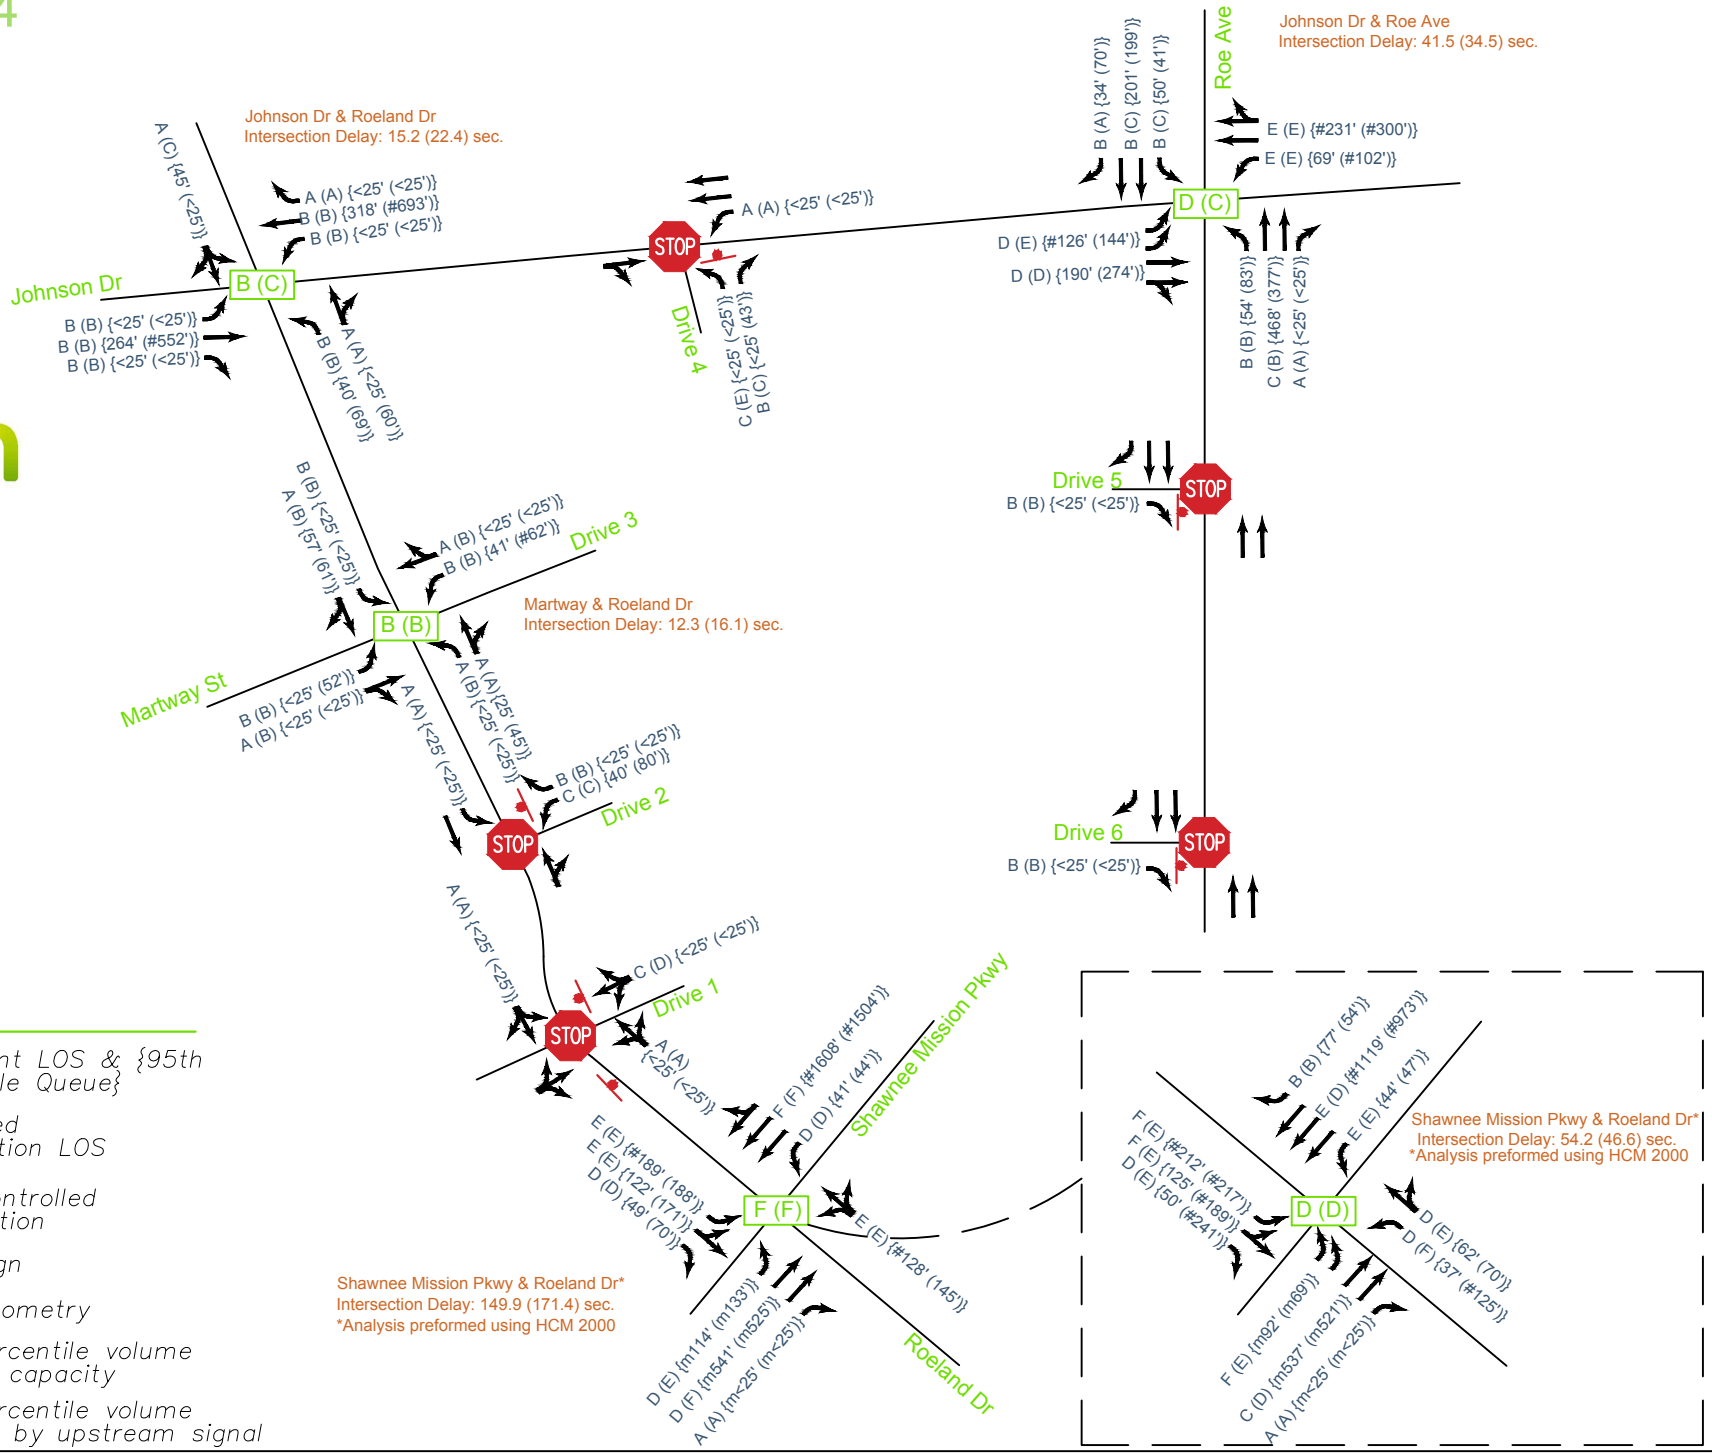 4
Johnson Dr & Roe Ave
Intersection Delay: 41.5 (34.5) sec.
Roe Ave
B (A) {34' (70')}
B (C) {201' (199')}
B (C) {50' (41')}
E (E) {#231' (#300')}
E (E) {69' (#102')}
D (C)
D (E) {#126' (144')}
D (D) {190' (274')}
B (B) {54' (83')}
C (B) {468' (377')}
A (A) {<25' (<25')}
Johnson Dr & Roeland Dr
Intersection Delay: 15.2 (22.4) sec.
A (C) {45' (<25')}
A (A) {<25' (<25')}
B (B) {318' (#693')}
B (B) {<25' (<25')}
Johnson Dr
B (C)
B (B) {<25' (<25')}
B (B) {264' (#552')}
B (B) {<25' (<25')}
A (A) {<25' (60')}
B (B) {40' (69')}
A (A) {<25' (<25')}
STOP
Drive 4
C (E) {<25' (<25')}
B (C) {<25' (43')}
Drive 5
STOP
B (B) {<25' (<25')}
B (B) {<25' (<25')}
A (B) {57' (61')}
A (B) {<25' (<25')}
B (B) {41' (#62')}
Drive 3
B (B)
Martway & Roeland Dr
Intersection Delay: 12.3 (16.1) sec.
Martway St
B (B) {<25' (52')}
A (B) {<25' (<25')}
A (A) {25' (45')}
A (B) {<25' (<25')}
A (A) {<25' (<25')}
B (B) {<25' (<25')}
C (C) {40' (80')}
Drive 2
STOP
Drive 6
STOP
B (B) {<25' (<25')}
A (A) {<25' (<25')}
C (D) {<25' (<25')}
Drive 1
STOP
A (A)
{<25' (<25')}
F (F) {#1608' (#1504')}
D (D) {41' (44')}
Shawnee Mission Pkwy
E (E) {#189' (188')}
E (E) {122' (171')}
D (D) {49' (70')}
F (F)
E (E) {#128' (145')}
Shawnee Mission Pkwy & Roeland Dr*
Intersection Delay: 149.9 (171.4) sec.
*Analysis preformed using HCM 2000
D (E) {m114' (m133')}
D (F) {m541' (m525')}
A (A) {m<25' (m<25')}
Roeland Dr
B (B) {77' (54')}
E (D) {#1119' (#973')}
E (E) {44' (47')}
Shawnee Mission Pkwy & Roeland Dr*
Intersection Delay: 54.2 (46.6) sec.
*Analysis preformed using HCM 2000
F (E) {#212' (#217')}
F (E) {125' (#189')}
D (E) {50' (#241')}
D (D)
D (E) {62' (70')}
D (F) {37' (#125')}
F (E) {m92' (m69')}
C (D) {m537' (m521')}
A (A) {m<25' (m<25')}
nt LOS & {95th
le Queue}
ed
tion LOS
ontrolled
tion
gn
ometry
rcentile volume
capacity
rcentile volume
by upstream signal